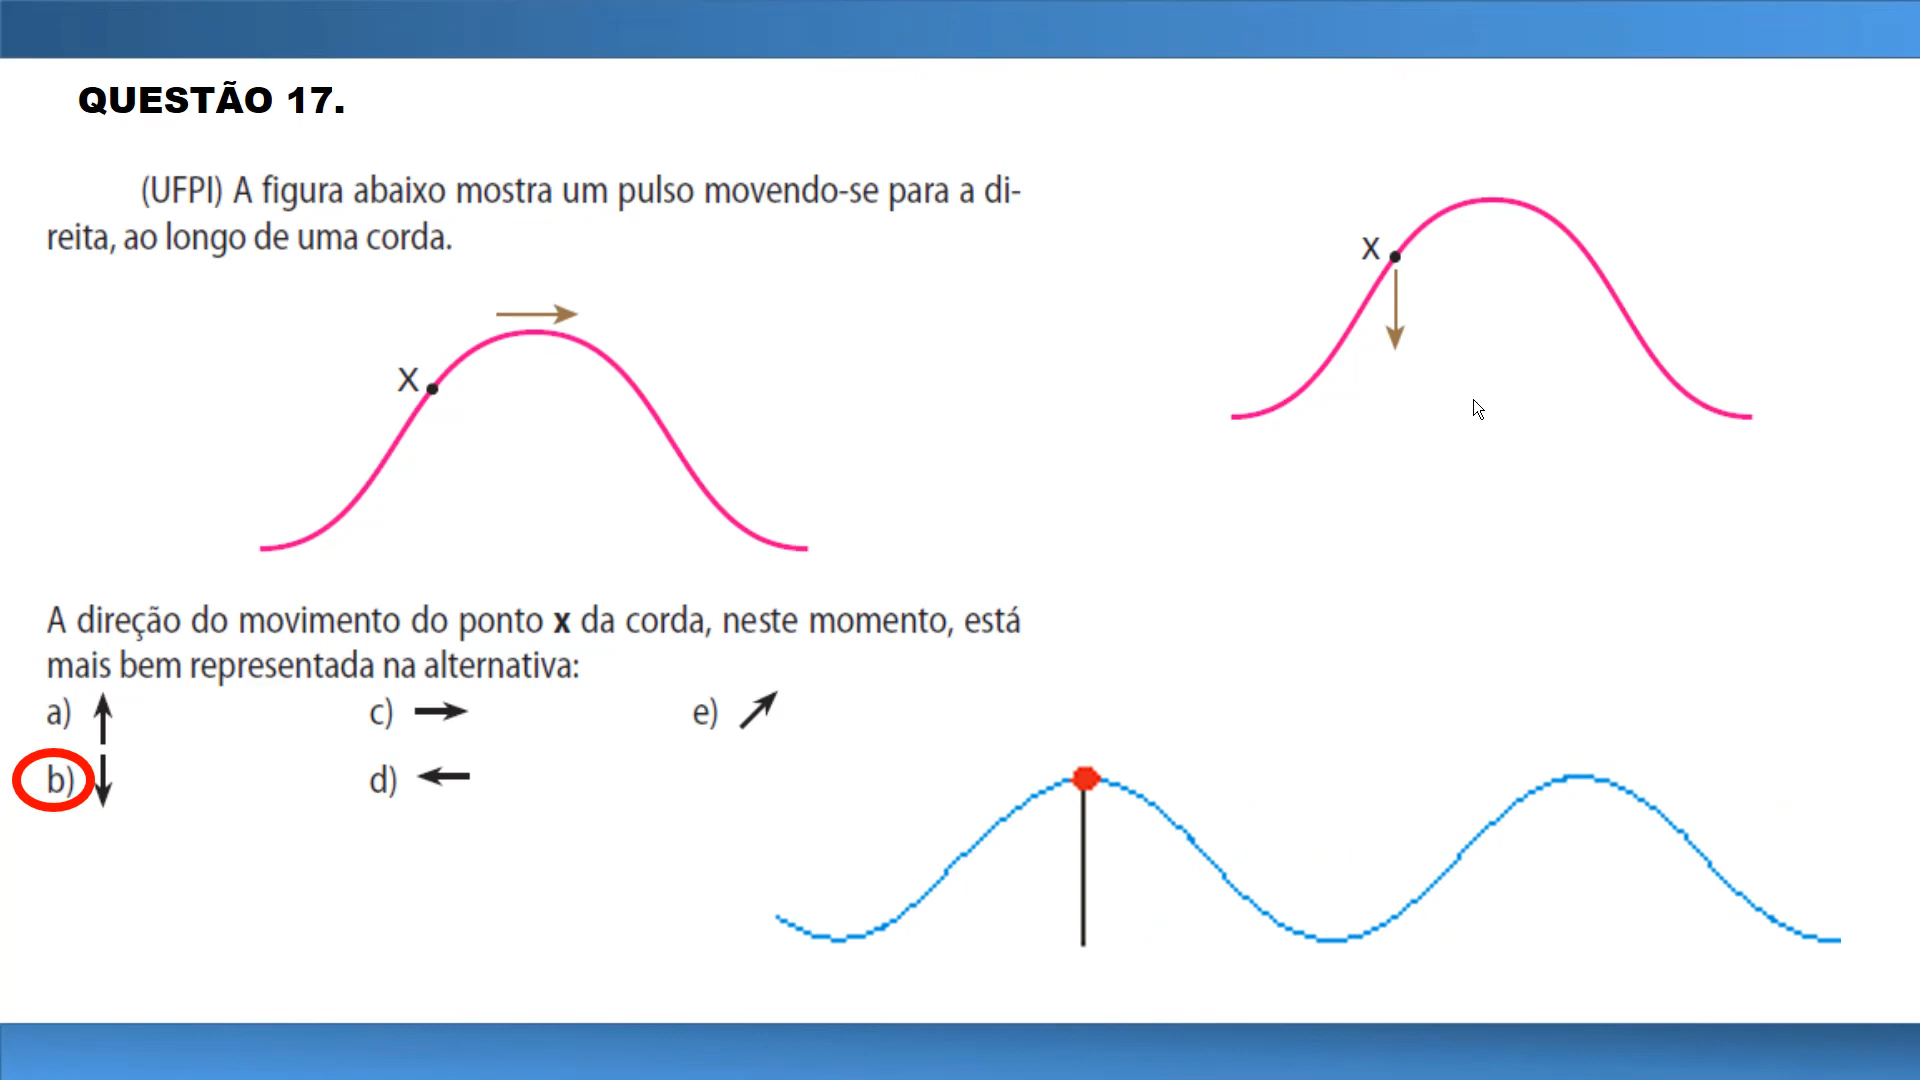 QUESTÃO 17.
(UFPI) A figura abaixo mostra um pulso movendo-se para a di-
reita, ao longo de uma corda.
x
x
A direção do movimento do ponto x da corda, neste momento, está
mais bem representada na alternativa:
a) c) e)
b) d)